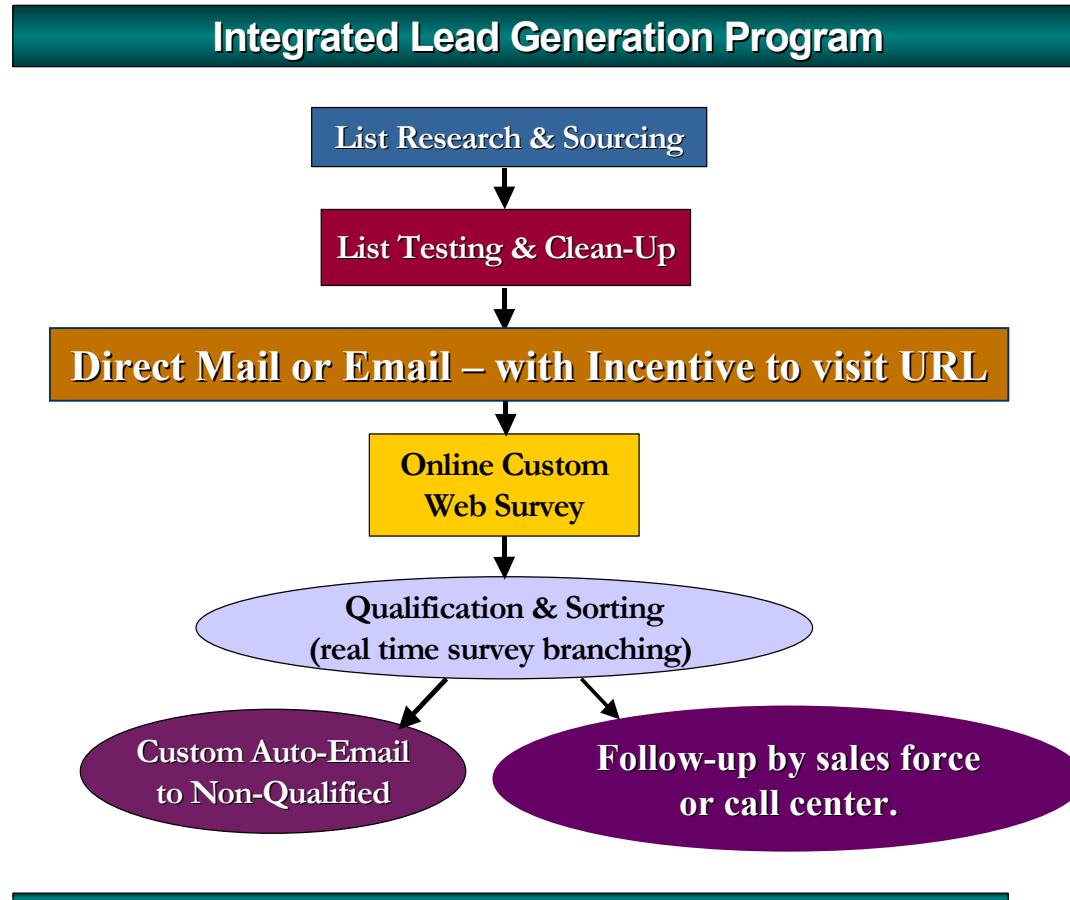 Integrated Lead Generation Program
List Research & Sourcing
List Testing & Clean-Up
Direct Mail or Email – with Incentive to visit URL
Online Custom
Web Survey
Qualification & Sorting
(real time survey branching)
Custom Auto-Email
to Non-Qualified
Follow-up by sales force
or call center.